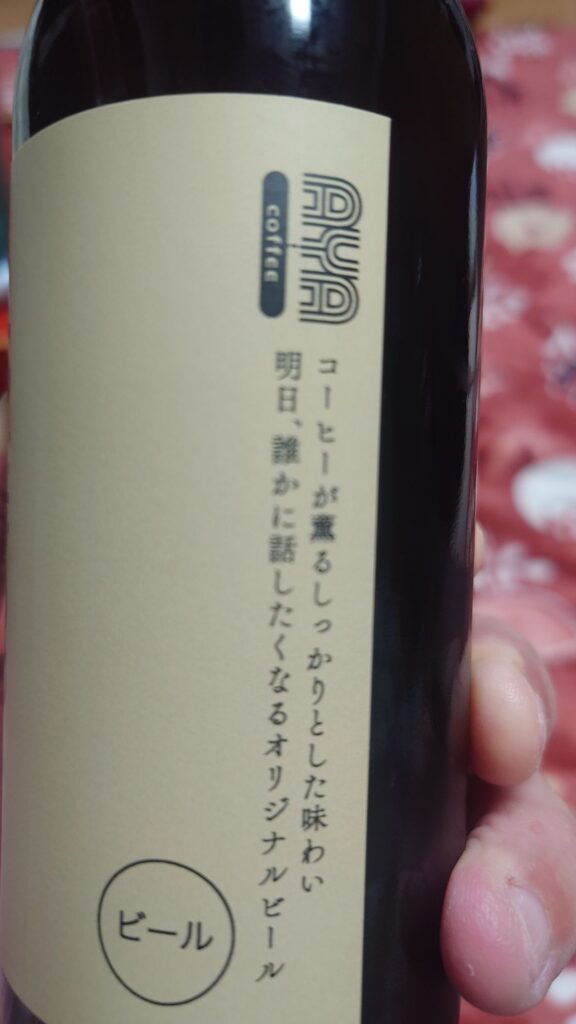 AYA
coffee
コーヒーが薫るしっかりとした味わい
明日、誰かに話したくなるオリジナルビール
ビール